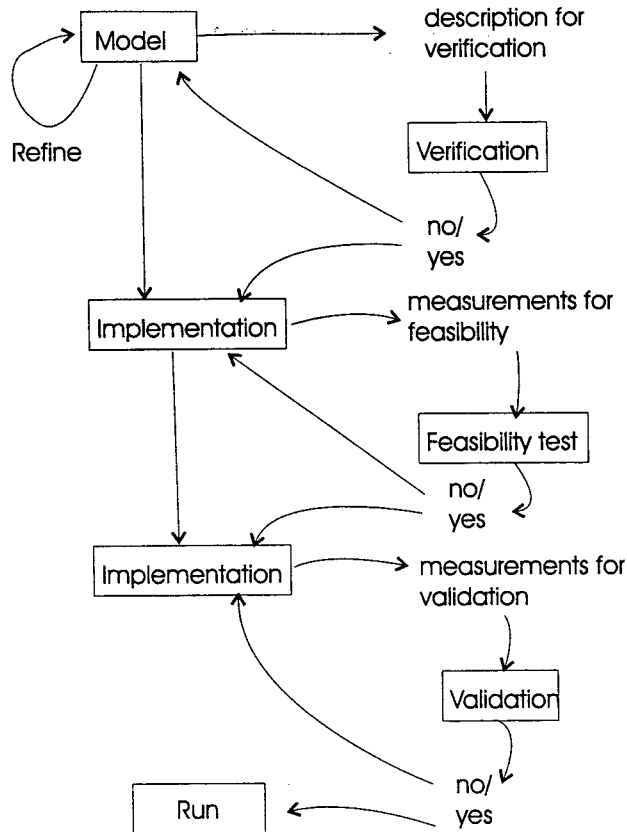 description for
verification
Model
Refine
Verification
no/
yes
measurements for
feasibility
Implementation
Feasibility test
no/
yes
Implementation
measurements for
validation
Validation
no/
yes
Run